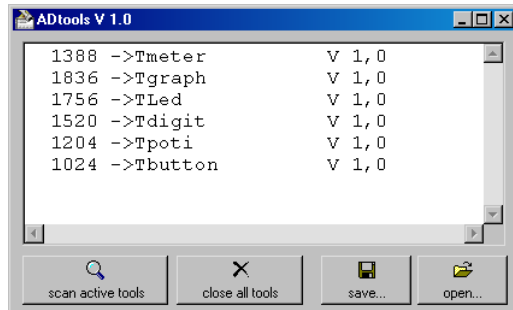 ADtools V 1.0
1388 ->Tmeter V 1,0
1836 ->Tgraph V 1,0
1756 ->TLed V 1,0
1520 ->Tdigit V 1,0
1204 ->Tpoti V 1,0
1024 ->Tbutton V 1,0
scan active tools close all tools save... open...